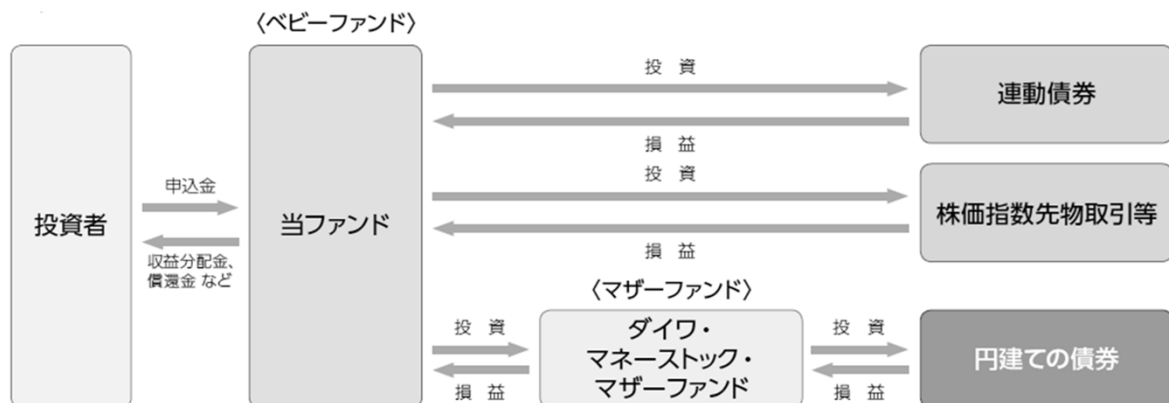 〈ベビーファンド〉
投資者
申込金
収益分配金、
償還金 など
当ファンド
投 資
損 益
連動債券
投 資
損 益
株価指数先物取引等
〈マザーファンド〉
投 資
損 益
ダイワ・
マネーストック・
マザーファンド
投 資
損 益
円建ての債券